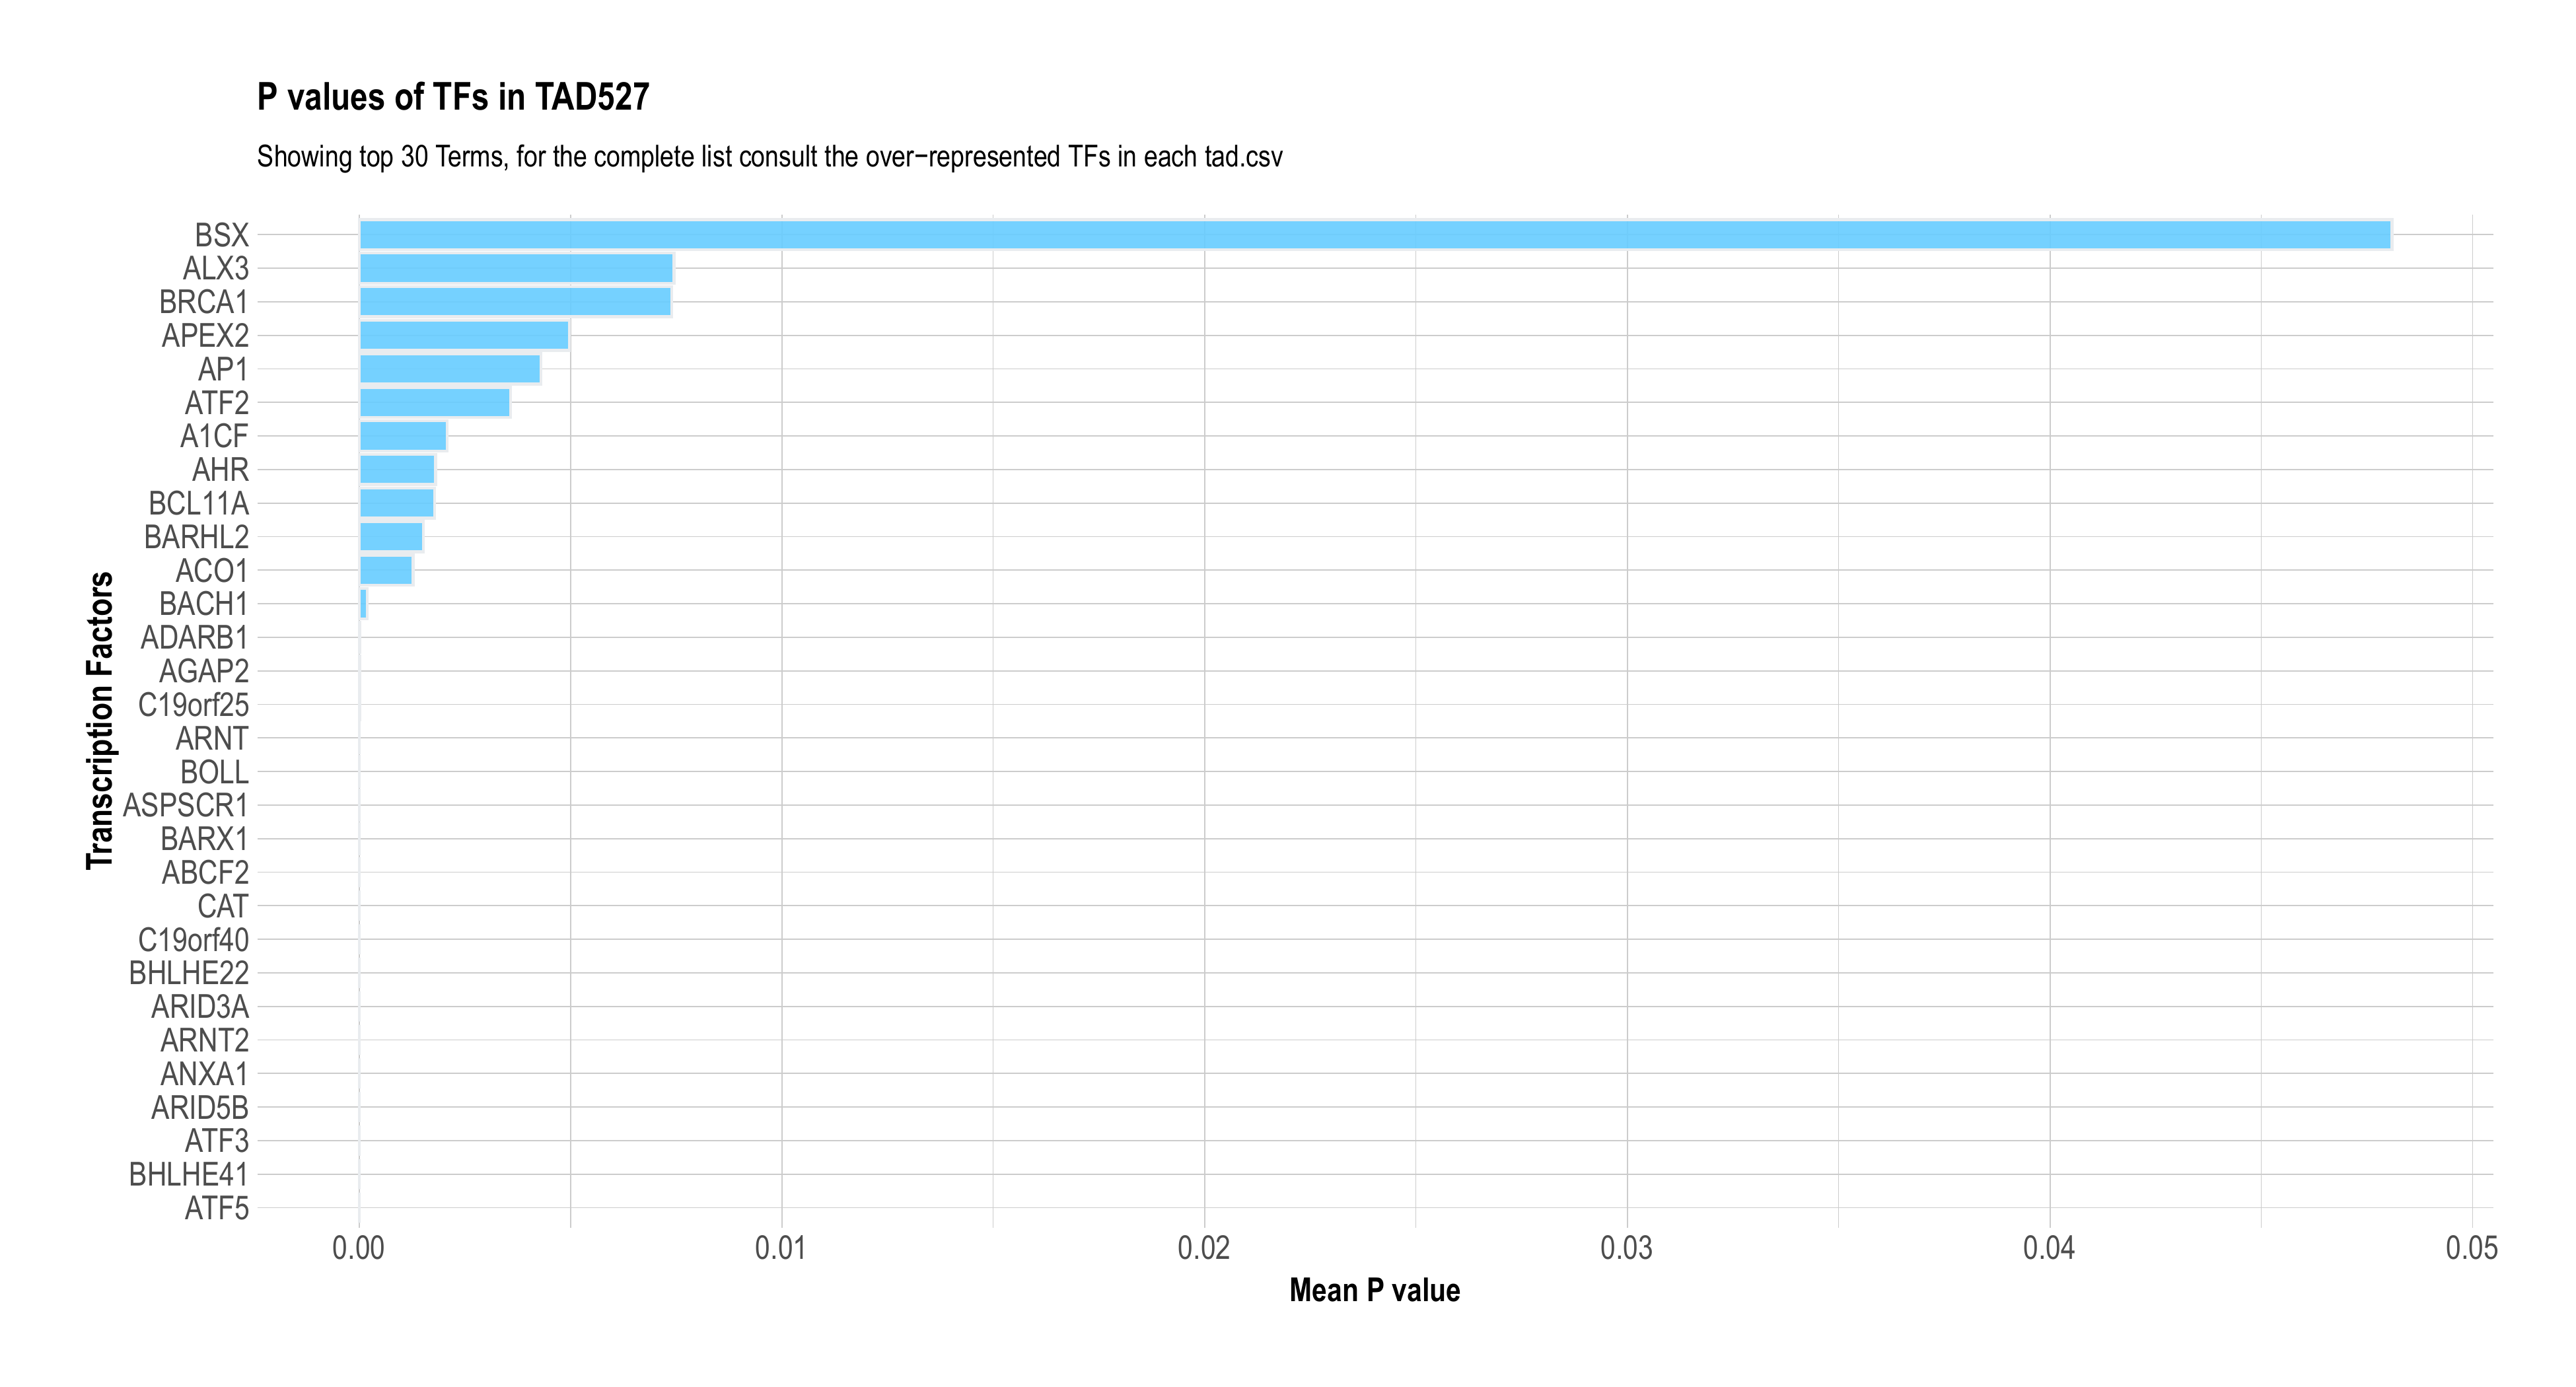 P values of TFs in TAD527
Showing top 30 Terms, for the complete list consult the over−represented TFs in each tad.csv
BSX
ALX3
BRCA1
APEX2
AP1
ATF2
A1CF
AHR
BCL11A
BARHL2
ACO1
BACH1
ADARB1
AGAP2
C19orf25
ARNT
BOLL
ASPSCR1
BARX1
ABCF2
CAT
C19orf40
BHLHE22
ARID3A
ARNT2
ANXA1
ARID5B
ATF3
BHLHE41
ATF5
Transcription Factors
0.00 0.01 0.02 0.03 0.04 0.05
Mean P value